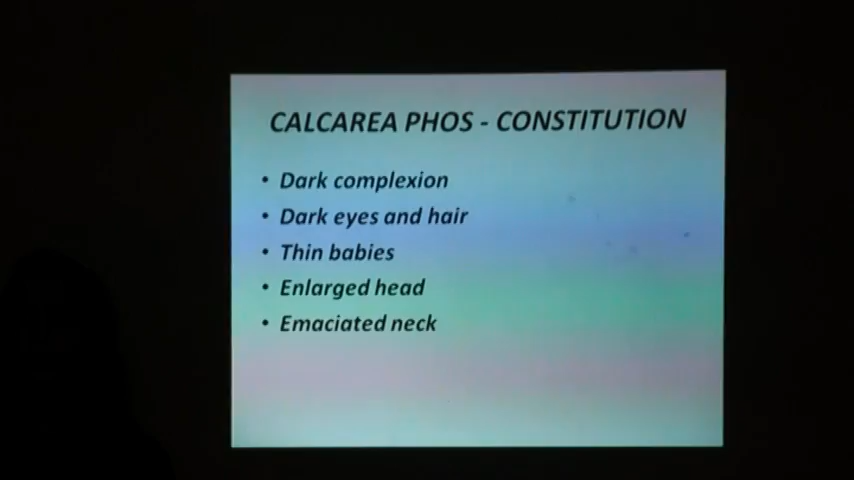 CALCAREA PHOS - CONSTITUTION
• Dark complexion
• Dark eyes and hair
• Thin babies
• Enlarged head
• Emaciated neck